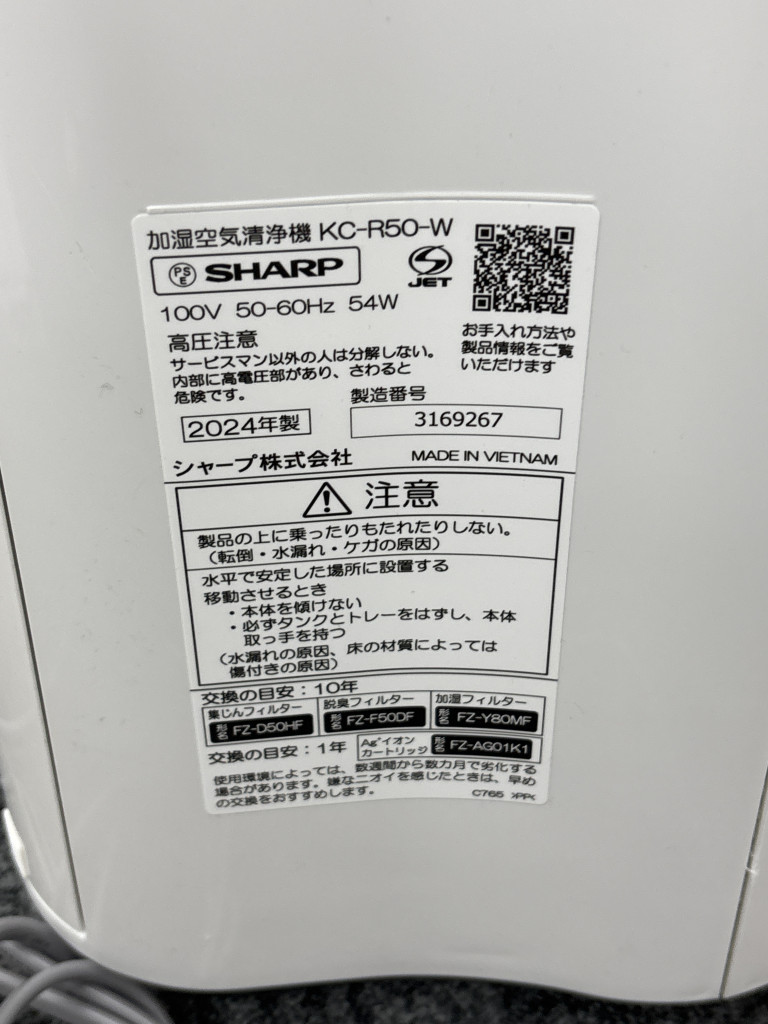 加湿空気清浄機 KC-R50-W
PSE SHARP
JET
100V 50-60Hz 54W
お手入れ方法や
製品情報をご覧
いただけます
高圧注意
サービスマン以外の人は分解しない。
内部に高電圧部があり、さわると
危険です。
製造番号
2024年製
3169267
シャープ株式会社 MADE IN VIETNAM
注意
製品の上に乗ったりもたれたりしない。
(転倒・水漏れ・ケガの原因)
水平で安定した場所に設置する
移動させるとき
・本体を傾けない
・必ずタンクとトレーをはずし、本体
取っ手を持つ
(水漏れの原因、床の材質によっては
傷付きの原因)
交換の目安：10年
集じんフィルター
形名 FZ-D50HF
脱臭フィルター
形名 FZ-F50DF
加湿フィルター
形名 FZ-Y80MF
交換の目安：1年
Ag⁺イオン
カートリッジ
形名 FZ-AG01K1
使用環境によっては、数週間から数カ月で劣化する
場合があります。嫌なニオイを感じたときは、早め
の交換をおすすめします。
C765 >PP<